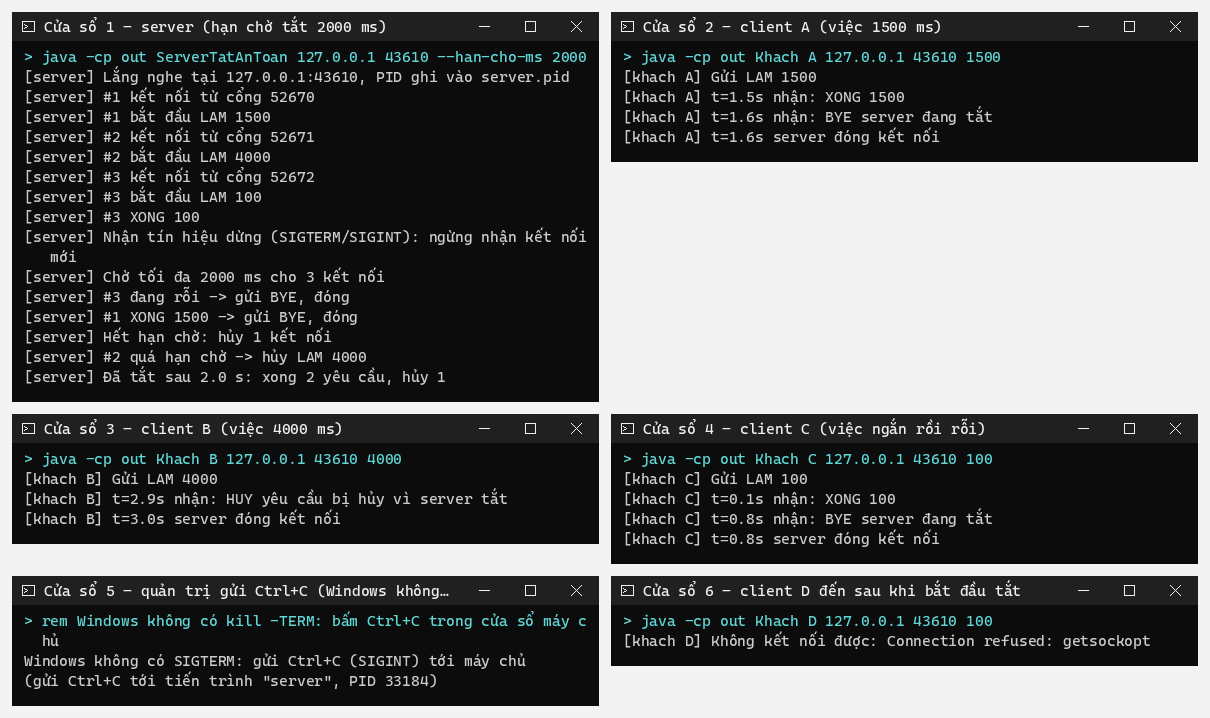 Cửa sổ 1 - server (hạn chờ tắt 2000 ms)
> java -cp out ServerTatAnToan 127.0.0.1 43610 --han-cho-ms 2000
[server] Lắng nghe tại 127.0.0.1:43610, PID ghi vào server.pid
[server] #1 kết nối từ cổng 52670
[server] #1 bắt đầu LAM 1500
[server] #2 kết nối từ cổng 52671
[server] #2 bắt đầu LAM 4000
[server] #3 kết nối từ cổng 52672
[server] #3 bắt đầu LAM 100
[server] #3 XONG 100
[server] Nhận tín hiệu dừng (SIGTERM/SIGINT): ngừng nhận kết nối
mới
[server] Chờ tối đa 2000 ms cho 3 kết nối
[server] #3 đang rỗi -> gửi BYE, đóng
[server] #1 XONG 1500 -> gửi BYE, đóng
[server] Hết hạn chờ: hủy 1 kết nối
[server] #2 quá hạn chờ -> hủy LAM 4000
[server] Đã tắt sau 2.0 s: xong 2 yêu cầu, hủy 1
Cửa sổ 2 - client A (việc 1500 ms)
> java -cp out Khach A 127.0.0.1 43610 1500
[khach A] Gửi LAM 1500
[khach A] t=1.5s nhận: XONG 1500
[khach A] t=1.6s nhận: BYE server đang tắt
[khach A] t=1.6s server đóng kết nối
Cửa sổ 3 - client B (việc 4000 ms)
> java -cp out Khach B 127.0.0.1 43610 4000
[khach B] Gửi LAM 4000
[khach B] t=2.9s nhận: HUY yêu cầu bị hủy vì server tắt
[khach B] t=3.0s server đóng kết nối
Cửa sổ 4 - client C (việc ngắn rồi rỗi)
> java -cp out Khach C 127.0.0.1 43610 100
[khach C] Gửi LAM 100
[khach C] t=0.1s nhận: XONG 100
[khach C] t=0.8s nhận: BYE server đang tắt
[khach C] t=0.8s server đóng kết nối
Cửa sổ 5 - quản trị gửi Ctrl+C (Windows không…
> rem Windows không có kill -TERM: bấm Ctrl+C trong cửa sổ máy c
hủ
Windows không có SIGTERM: gửi Ctrl+C (SIGINT) tới máy chủ
(gửi Ctrl+C tới tiến trình "server", PID 33184)
Cửa sổ 6 - client D đến sau khi bắt đầu tắt
> java -cp out Khach D 127.0.0.1 43610 100
[khach D] Không kết nối được: Connection refused: getsockopt